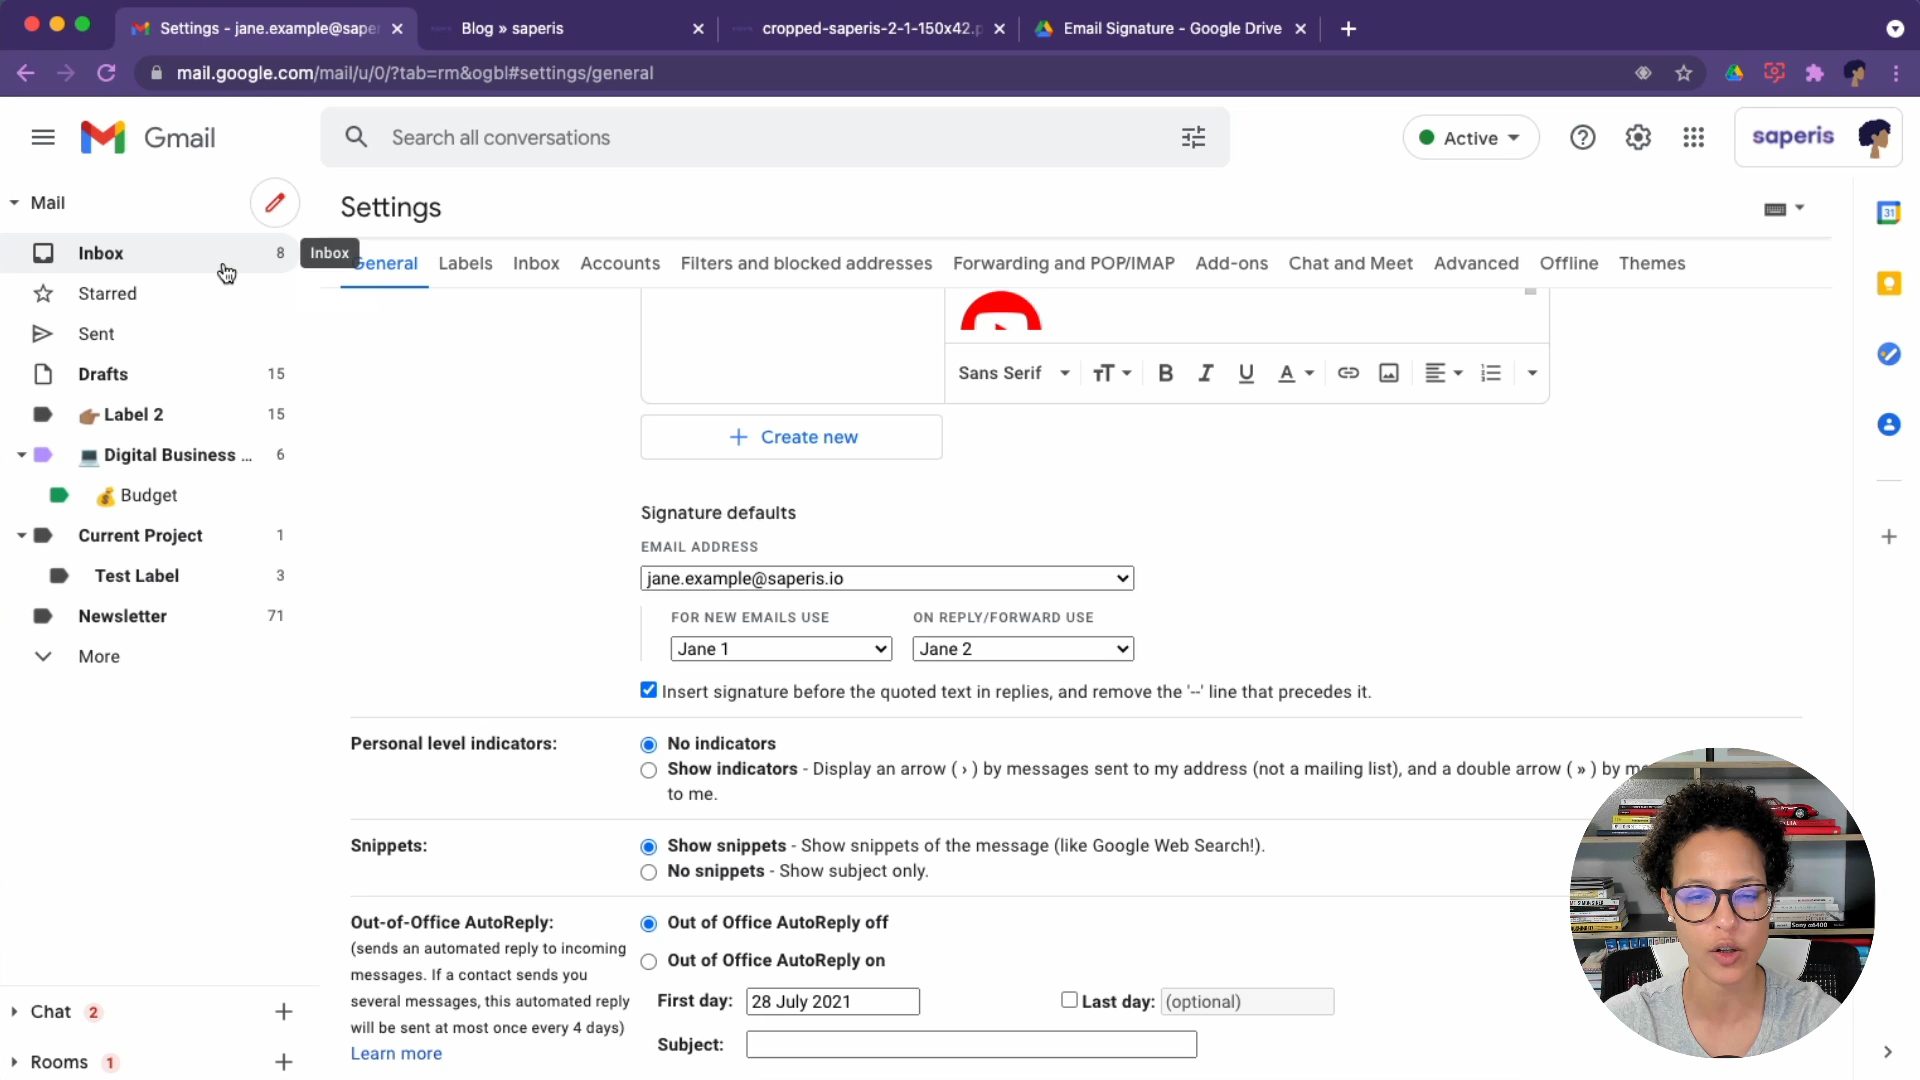 Settings - jane.example@sape
Blog » saperis
cropped-saperis-2-1-150x42.p
Email Signature - Google Drive
mail.google.com/mail/u/0/?tab=rm&ogbl#settings/general
Gmail
Search all conversations
Active
saperis
Mail
Settings
Inbox 8
Inbox
General Labels Inbox Accounts Filters and blocked addresses Forwarding and POP/IMAP Add-ons Chat and Meet Advanced Offline Themes
31
Starred
Sent
Drafts 15
Sans Serif
Label 2 15
Create new
Digital Business ... 6
Budget
Signature defaults
Current Project 1
EMAIL ADDRESS
Test Label 3
jane.example@saperis.io
Newsletter 71
FOR NEW EMAILS USE ON REPLY/FORWARD USE
More
Jane 1 Jane 2
Insert signature before the quoted text in replies, and remove the '--' line that precedes it.
Personal level indicators:
No indicators
Show indicators - Display an arrow ( › ) by messages sent to my address (not a mailing list), and a double arrow ( » ) by
to me.
Snippets:
Show snippets - Show snippets of the message (like Google Web Search!).
No snippets - Show subject only.
Out-of-Office AutoReply:
(sends an automated reply to incoming
messages. If a contact sends you
several messages, this automated reply
will be sent at most once every 4 days)
Learn more
Out of Office AutoReply off
Out of Office AutoReply on
First day: 28 July 2021 Last day: (optional)
Subject:
Chat 2
Rooms 1
Sony α6400